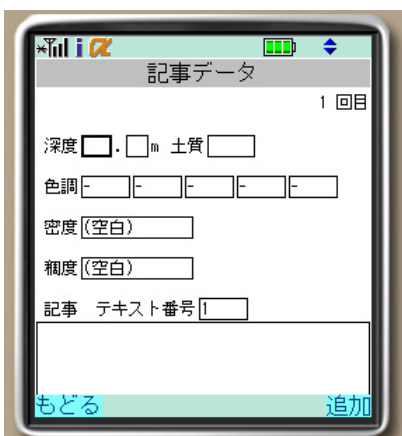 i α
記事データ
1 回目
深度 . m 土質
色調 - - - - -
密度 (空白)
稠度 (空白)
記事 テキスト番号 1
もどる 追加